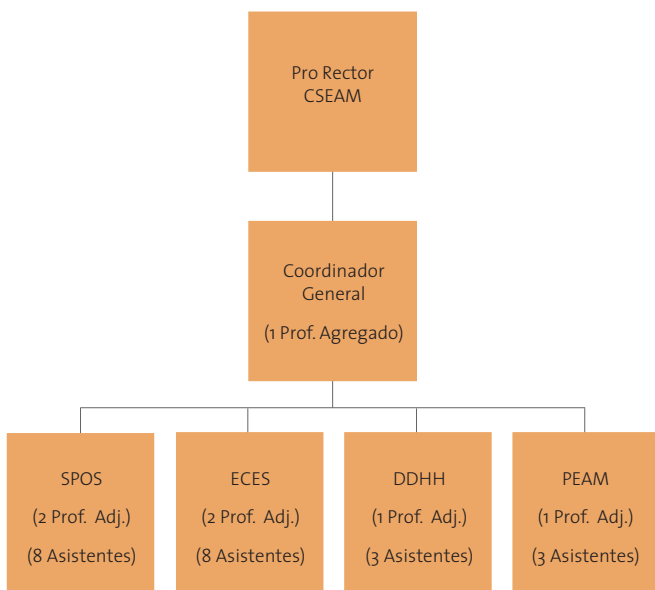 Pro Rector
CSEAM
Coordinador
General
(1 Prof. Agregado)
SPOS
(2 Prof. Adj.)
(8 Asistentes)
ECES
(2 Prof. Adj.)
(8 Asistentes)
DDHH
(1 Prof. Adj.)
(3 Asistentes)
PEAM
(1 Prof. Adj.)
(3 Asistentes)